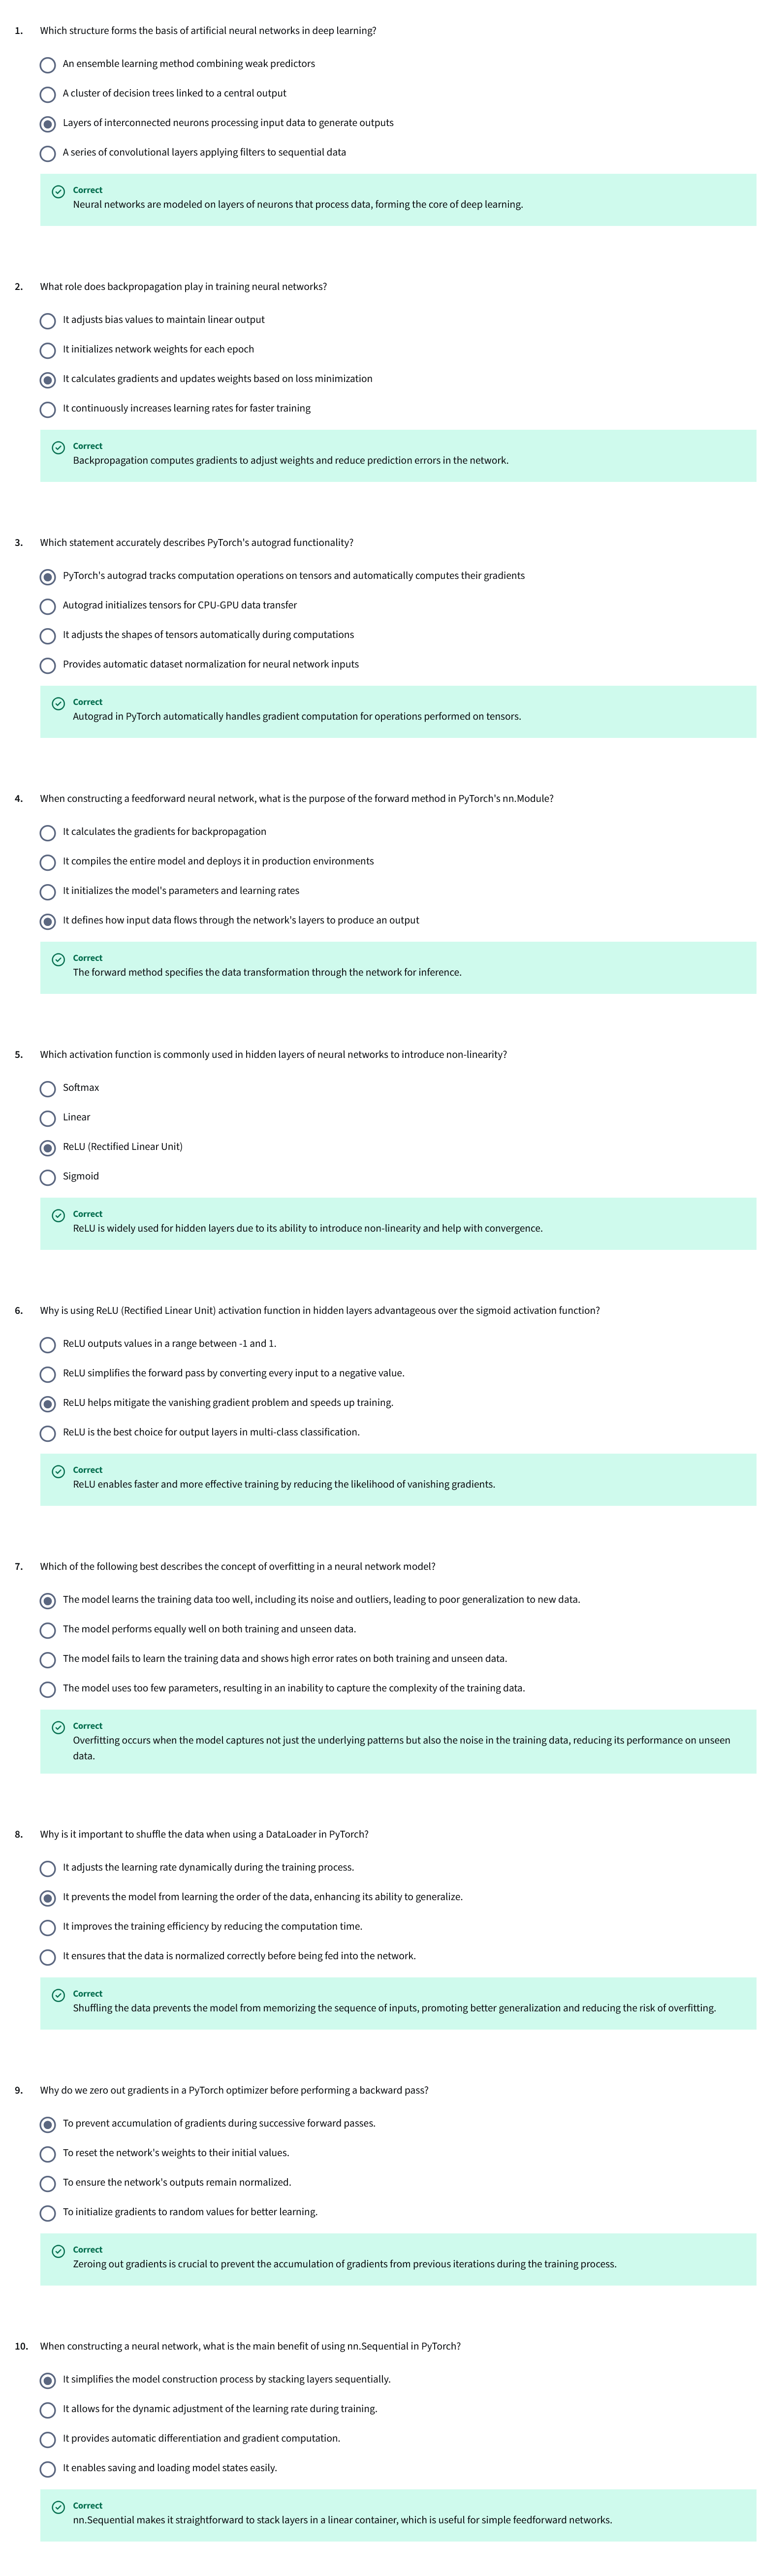 1. Which structure forms the basis of artificial neural networks in deep learning?
An ensemble learning method combining weak predictors
A cluster of decision trees linked to a central output
Layers of interconnected neurons processing input data to generate outputs
A series of convolutional layers applying filters to sequential data
Correct
Neural networks are modeled on layers of neurons that process data, forming the core of deep learning.
2. What role does backpropagation play in training neural networks?
It adjusts bias values to maintain linear output
It initializes network weights for each epoch
It calculates gradients and updates weights based on loss minimization
It continuously increases learning rates for faster training
Correct
Backpropagation computes gradients to adjust weights and reduce prediction errors in the network.
3. Which statement accurately describes PyTorch's autograd functionality?
PyTorch's autograd tracks computation operations on tensors and automatically computes their gradients
Autograd initializes tensors for CPU-GPU data transfer
It adjusts the shapes of tensors automatically during computations
Provides automatic dataset normalization for neural network inputs
Correct
Autograd in PyTorch automatically handles gradient computation for operations performed on tensors.
4. When constructing a feedforward neural network, what is the purpose of the forward method in PyTorch's nn.Module?
It calculates the gradients for backpropagation
It compiles the entire model and deploys it in production environments
It initializes the model's parameters and learning rates
It defines how input data flows through the network's layers to produce an output
Correct
The forward method specifies the data transformation through the network for inference.
5. Which activation function is commonly used in hidden layers of neural networks to introduce non-linearity?
Softmax
Linear
ReLU (Rectified Linear Unit)
Sigmoid
Correct
ReLU is widely used for hidden layers due to its ability to introduce non-linearity and help with convergence.
6. Why is using ReLU (Rectified Linear Unit) activation function in hidden layers advantageous over the sigmoid activation function?
ReLU outputs values in a range between -1 and 1.
ReLU simplifies the forward pass by converting every input to a negative value.
ReLU helps mitigate the vanishing gradient problem and speeds up training.
ReLU is the best choice for output layers in multi-class classification.
Correct
ReLU enables faster and more effective training by reducing the likelihood of vanishing gradients.
7. Which of the following best describes the concept of overfitting in a neural network model?
The model learns the training data too well, including its noise and outliers, leading to poor generalization to new data.
The model performs equally well on both training and unseen data.
The model fails to learn the training data and shows high error rates on both training and unseen data.
The model uses too few parameters, resulting in an inability to capture the complexity of the training data.
Correct
Overfitting occurs when the model captures not just the underlying patterns but also the noise in the training data, reducing its performance on unseen
data.
8. Why is it important to shuffle the data when using a DataLoader in PyTorch?
It adjusts the learning rate dynamically during the training process.
It prevents the model from learning the order of the data, enhancing its ability to generalize.
It improves the training efficiency by reducing the computation time.
It ensures that the data is normalized correctly before being fed into the network.
Correct
Shuffling the data prevents the model from memorizing the sequence of inputs, promoting better generalization and reducing the risk of overfitting.
9. Why do we zero out gradients in a PyTorch optimizer before performing a backward pass?
To prevent accumulation of gradients during successive forward passes.
To reset the network's weights to their initial values.
To ensure the network's outputs remain normalized.
To initialize gradients to random values for better learning.
Correct
Zeroing out gradients is crucial to prevent the accumulation of gradients from previous iterations during the training process.
10. When constructing a neural network, what is the main benefit of using nn.Sequential in PyTorch?
It simplifies the model construction process by stacking layers sequentially.
It allows for the dynamic adjustment of the learning rate during training.
It provides automatic differentiation and gradient computation.
It enables saving and loading model states easily.
Correct
nn.Sequential makes it straightforward to stack layers in a linear container, which is useful for simple feedforward networks.